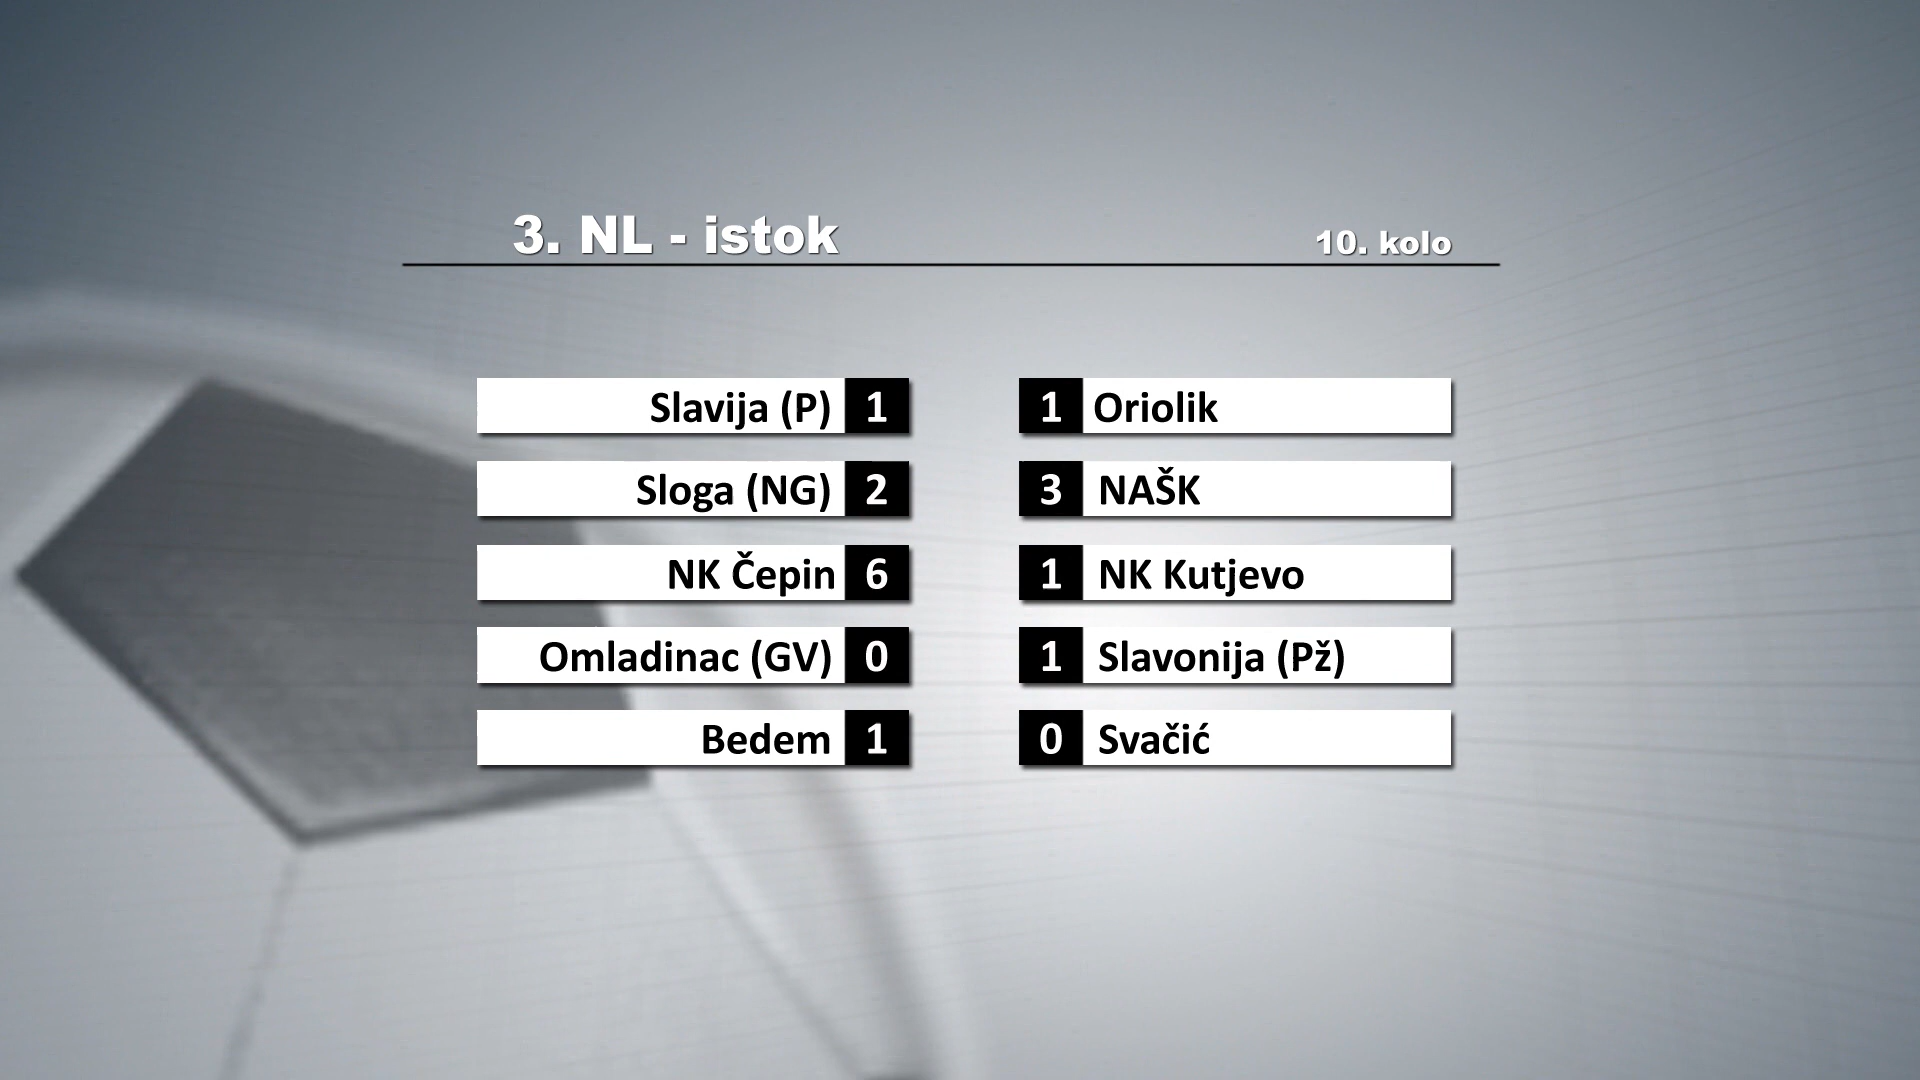 3. NL - istok 10. kolo
Slavija (P) 1 1 Oriolik
Sloga (NG) 2 3 NAŠK
NK Čepin 6 1 NK Kutjevo
Omladinac (GV) 0 1 Slavonija (Pž)
Bedem 1 0 Svačić